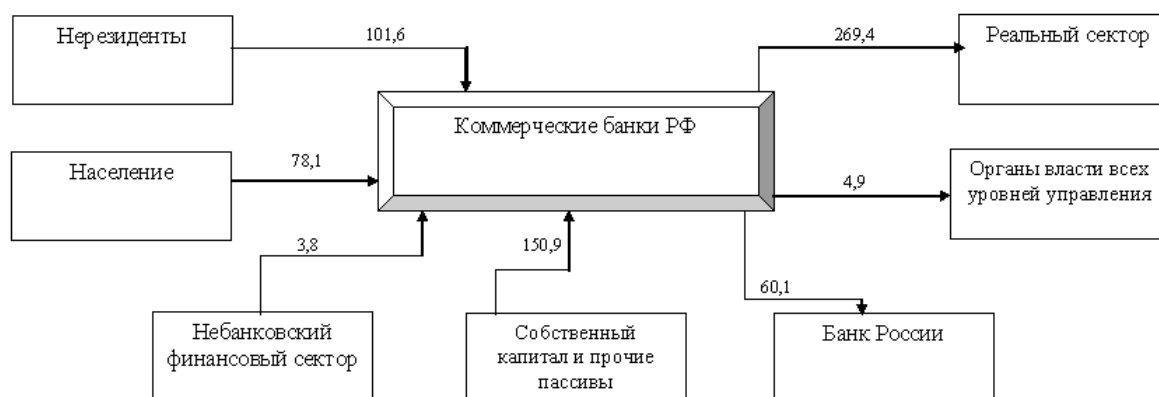 Нерезиденты
101,6
269,4
Реальный сектор
Коммерческие банки РФ
Население
78,1
4,9
Органы власти всех
уровней управления
3,8
150,9
60,1
Небанковский
финансовый сектор
Собственный
капитал и прочие
пассивы
Банк России